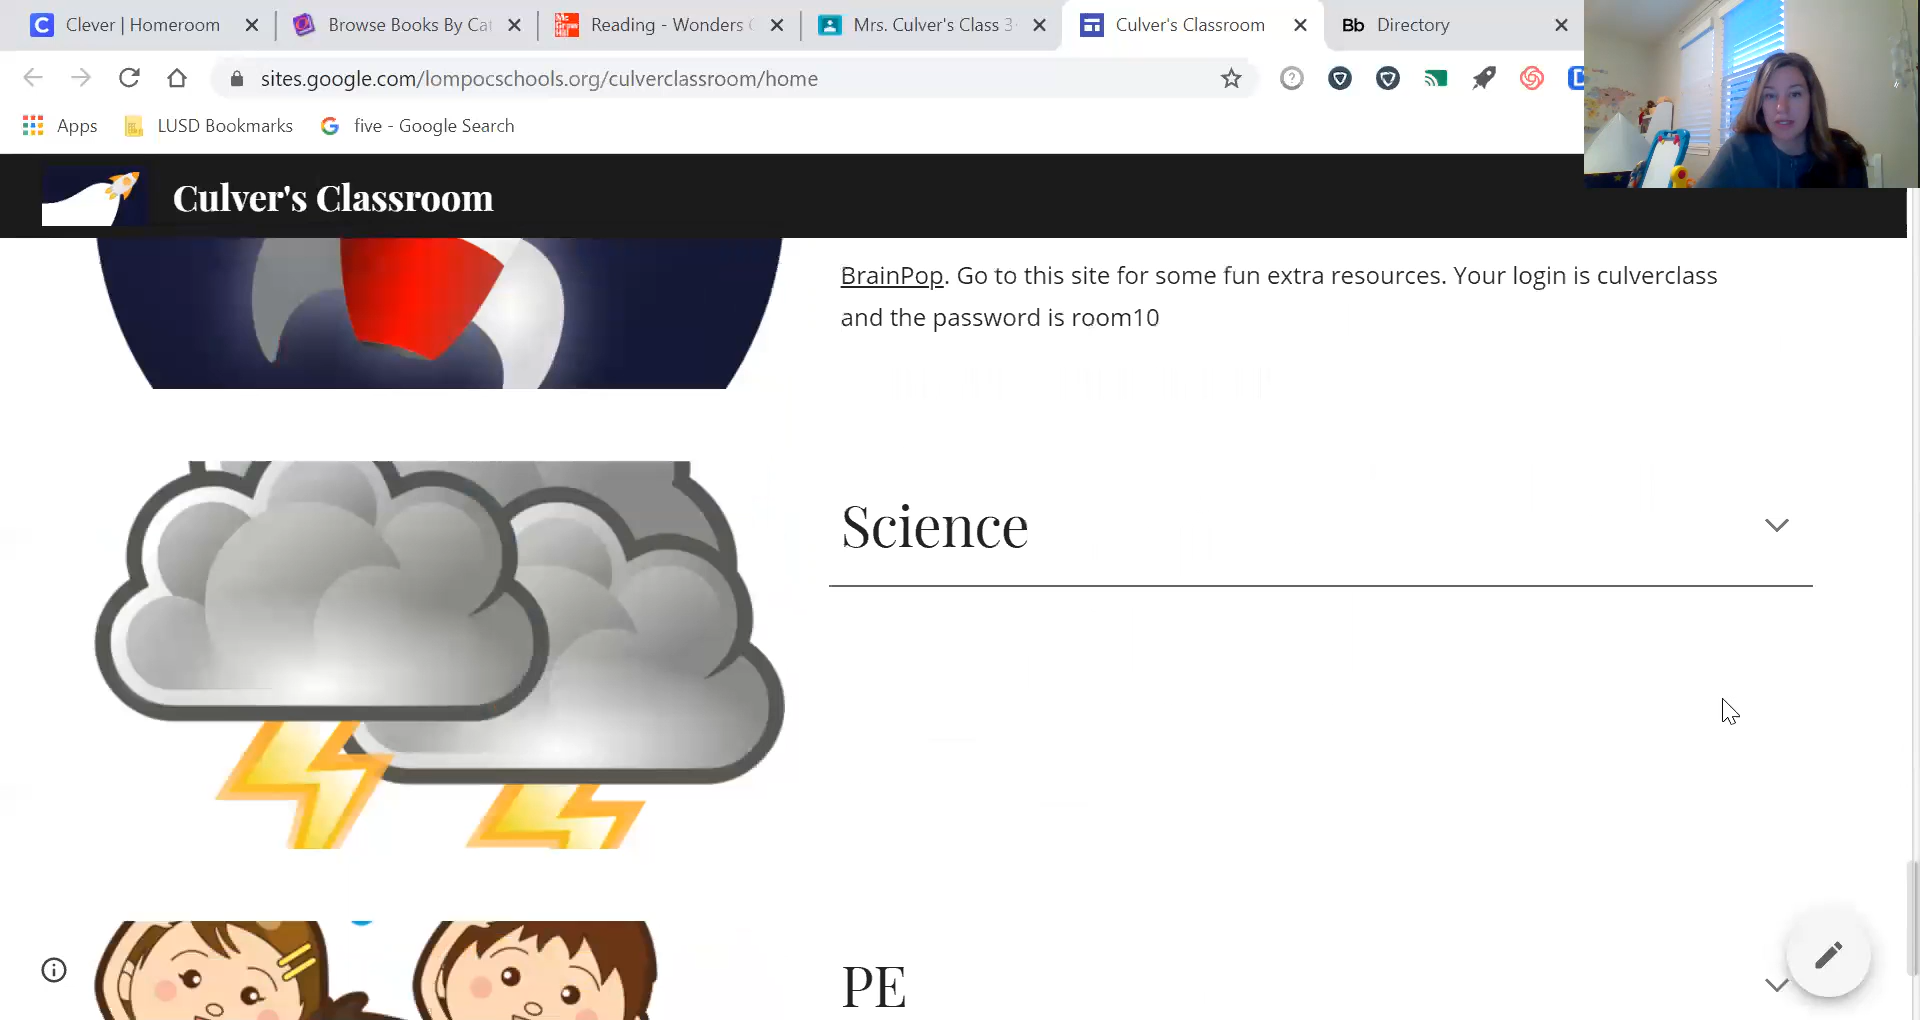 Clever | Homeroom
Browse Books By Cat
Reading - Wonders
Mrs. Culver's Class 3
Culver's Classroom
Bb Directory
sites.google.com/lompocschools.org/culverclassroom/home
Apps
LUSD Bookmarks
five - Google Search
Culver's Classroom
BrainPop. Go to this site for some fun extra resources. Your login is culverclass
and the password is room10
Science
PE